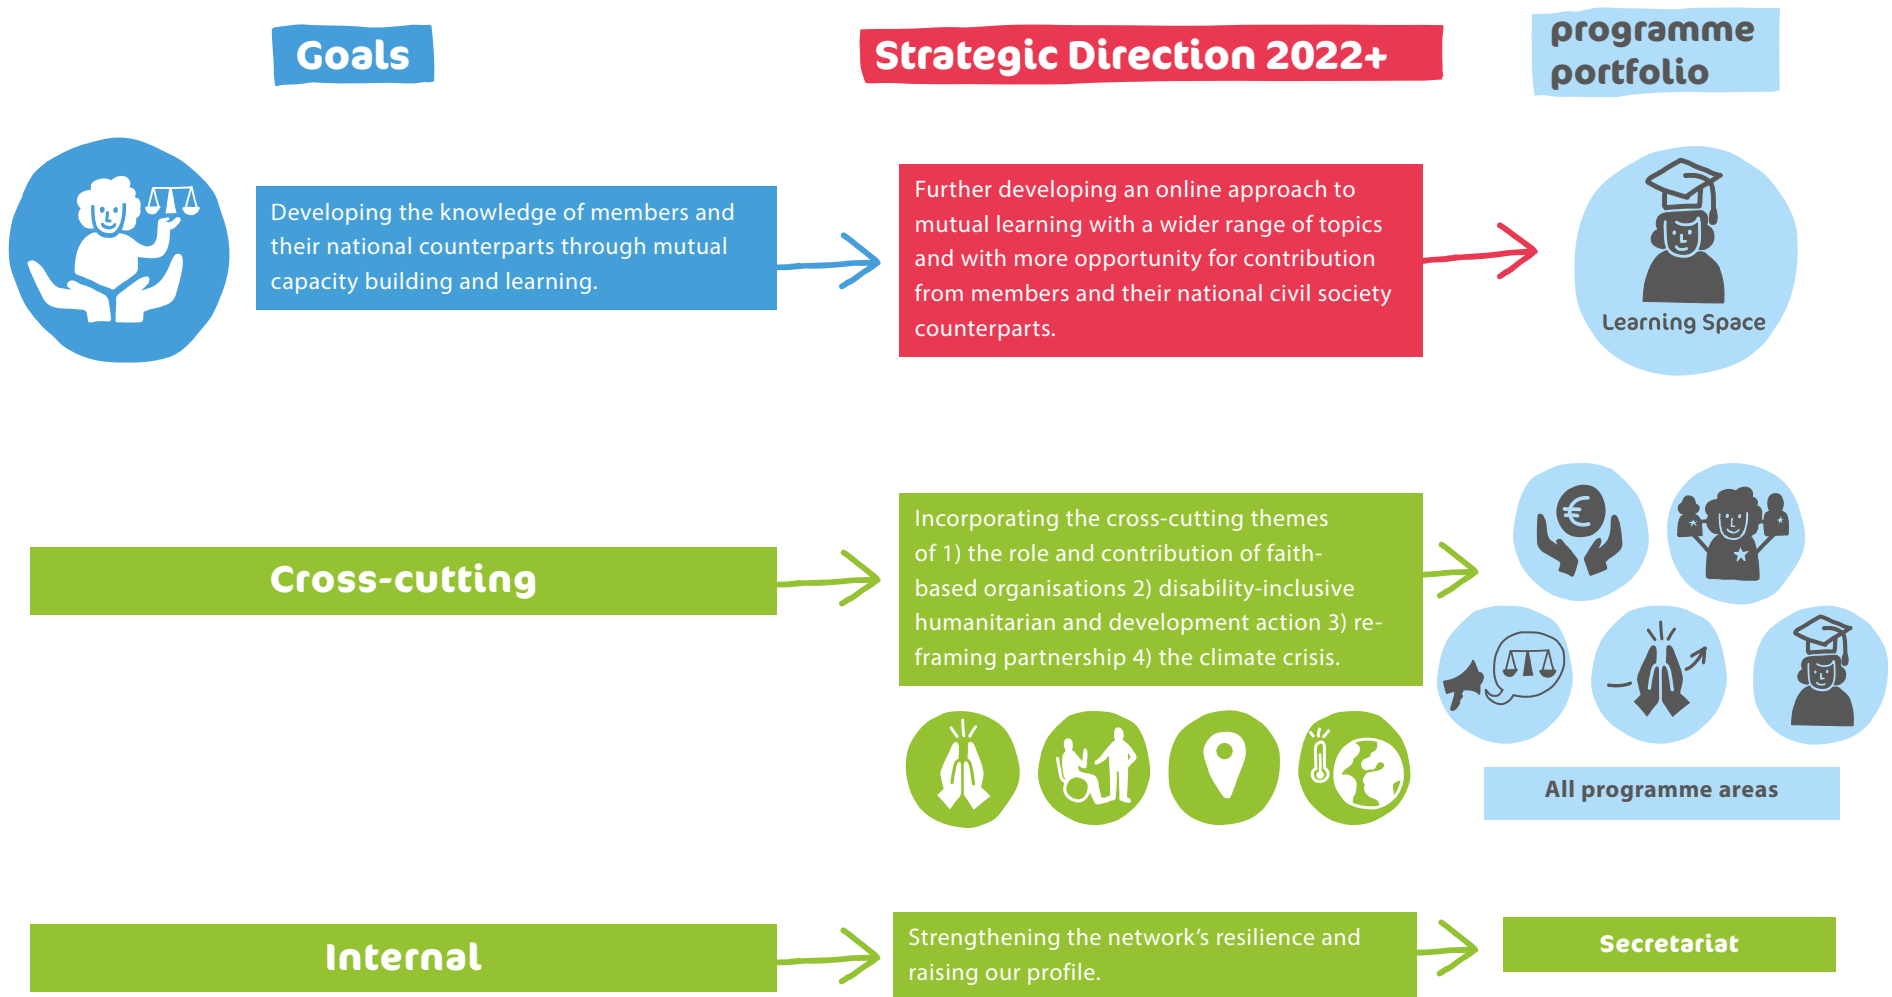 Goals
Strategic Direction 2022+
programme
portfolio
Developing the knowledge of members and
their national counterparts through mutual
capacity building and learning.
Further developing an online approach to
mutual learning with a wider range of topics
and with more opportunity for contribution
from members and their national civil society
counterparts.
Learning Space
Cross-cutting
Incorporating the cross-cutting themes
of 1) the role and contribution of faith-
based organisations 2) disability-inclusive
humanitarian and development action 3) re-
framing partnership 4) the climate crisis.
€
All programme areas
Internal
Strengthening the network’s resilience and
raising our profile.
Secretariat